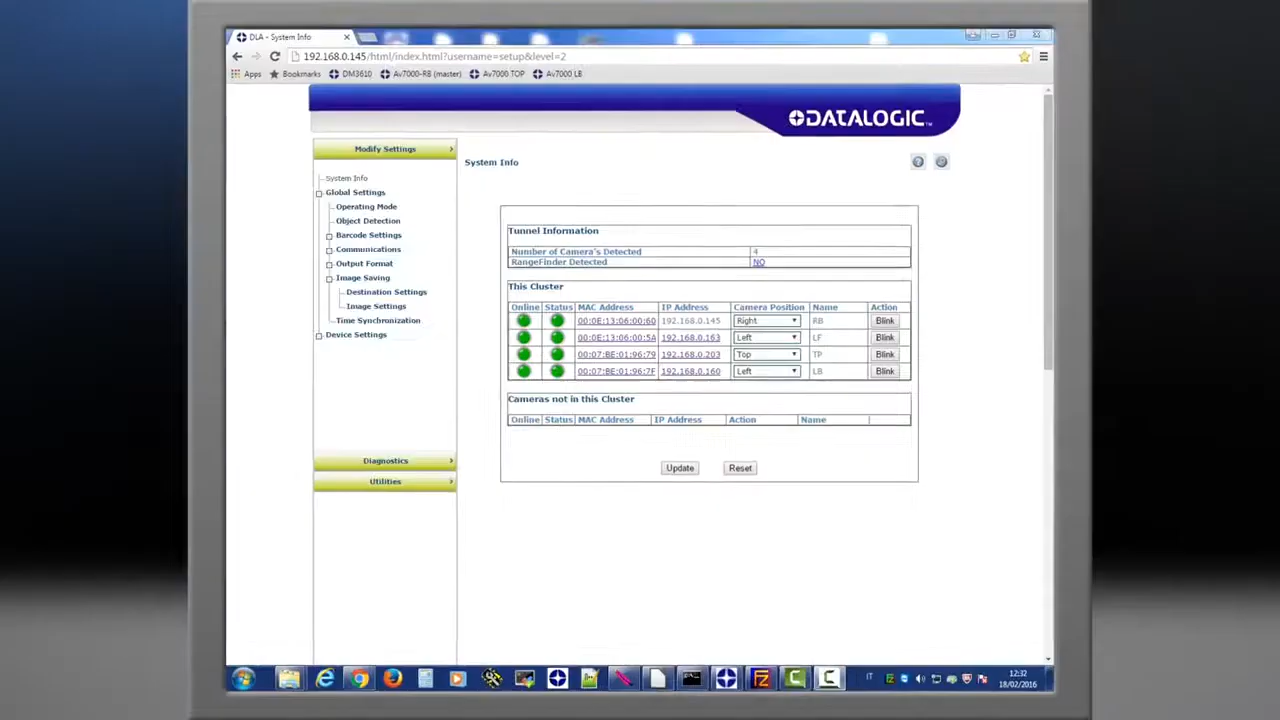 DLA - System Info
192.168.0.145/html/index.html?username=setup&level=2
Apps Bookmarks DM3610 Av7000-RB (master) Av7000 TOP Av7000 LB
DATALOGIC™
Modify Settings
System Info
Global Settings
Operating Mode
Object Detection
Barcode Settings
Communications
Output Format
Image Saving
Destination Settings
Image Settings
Time Synchronization
Device Settings
Diagnostics
Utilities
System Info
Tunnel Information
Number of Camera's Detected 4
RangeFinder Detected NO
This Cluster
Online Status MAC Address IP Address Camera Position Name Action
00:0E:13:06:00:60 192.168.0.145 Right RB Blink
00:0E:13:06:00:5A 192.168.0.163 Left LF Blink
00:07:BE:01:96:79 192.168.0.203 Top TP Blink
00:07:BE:01:96:7F 192.168.0.160 Left LB Blink
Cameras not in this Cluster
Online Status MAC Address IP Address Action Name
Update Reset
IT
12:32
18/02/2016